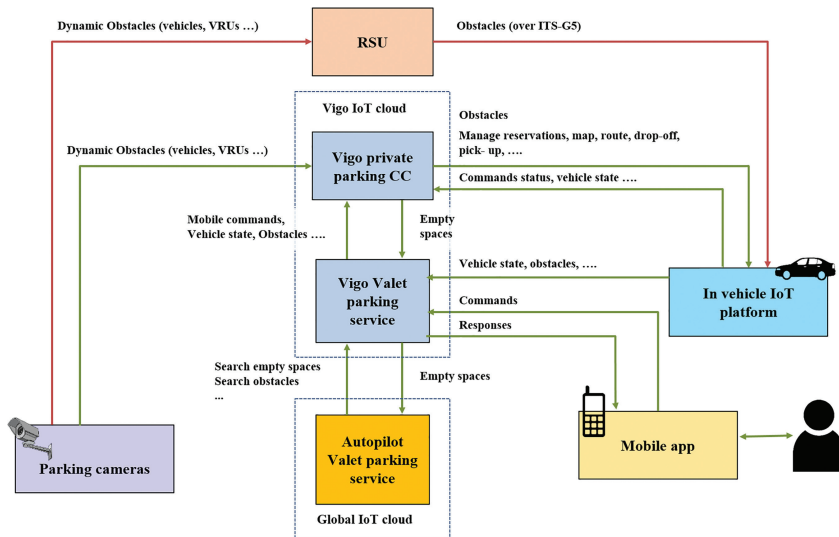 Dynamic Obstacles (vehicles, VRUs ...)
RSU
Obstacles (over ITS-G5)
Vigo IoT cloud
Obstacles
Manage reservations, map, route, drop-off,
pick- up, ....
Dynamic Obstacles (vehicles, VRUs ...)
Vigo private
parking CC
Commands status, vehicle state ....
Mobile commands,
Vehicle state, Obstacles ....
Empty
spaces
Vehicle state, obstacles, ....
Vigo Valet
parking
service
In vehicle IoT
platform
Commands
Responses
Search empty spaces
Search obstacles
...
Empty spaces
Autopilot
Valet parking
service
Mobile app
Parking cameras
Global IoT cloud